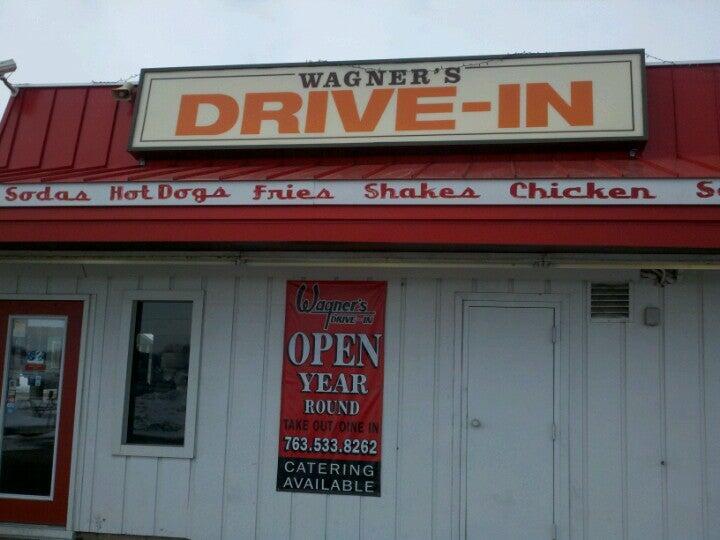 WAGNER'S
DRIVE-IN
Sodas Hot Dogs Fries Shakes Chicken
Wagner's
DRIVE-IN
OPEN
YEAR
ROUND
TAKE OUT/DINE IN
763.533.8262
CATERING
AVAILABLE